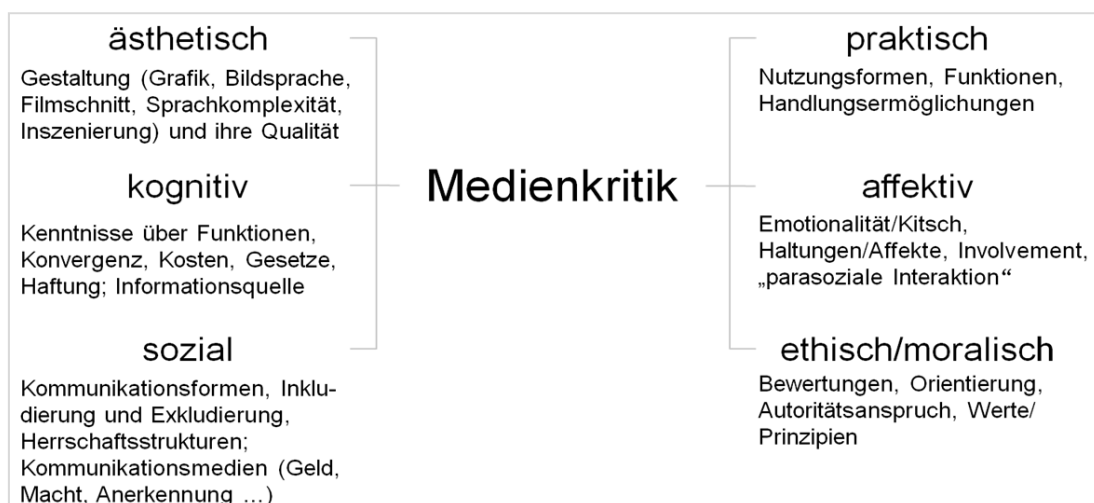 ästhetisch
Gestaltung (Grafik, Bildsprache,
Filmschnitt, Sprachkomplexität,
Inszenierung) und ihre Qualität
kognitiv
Kenntnisse über Funktionen,
Konvergenz, Kosten, Gesetze,
Haftung; Informationsquelle
sozial
Kommunikationsformen, Inklu-
dierung und Exkludierung,
Herrschaftsstrukturen;
Kommunikationsmedien (Geld,
Macht, Anerkennung ...)
Medienkritik
praktisch
Nutzungsformen, Funktionen,
Handlungsermöglichungen
affektiv
Emotionalität/Kitsch,
Haltungen/Affekte, Involvement,
„parasoziale Interaktion“
ethisch/moralisch
Bewertungen, Orientierung,
Autoritätsanspruch, Werte/
Prinzipien